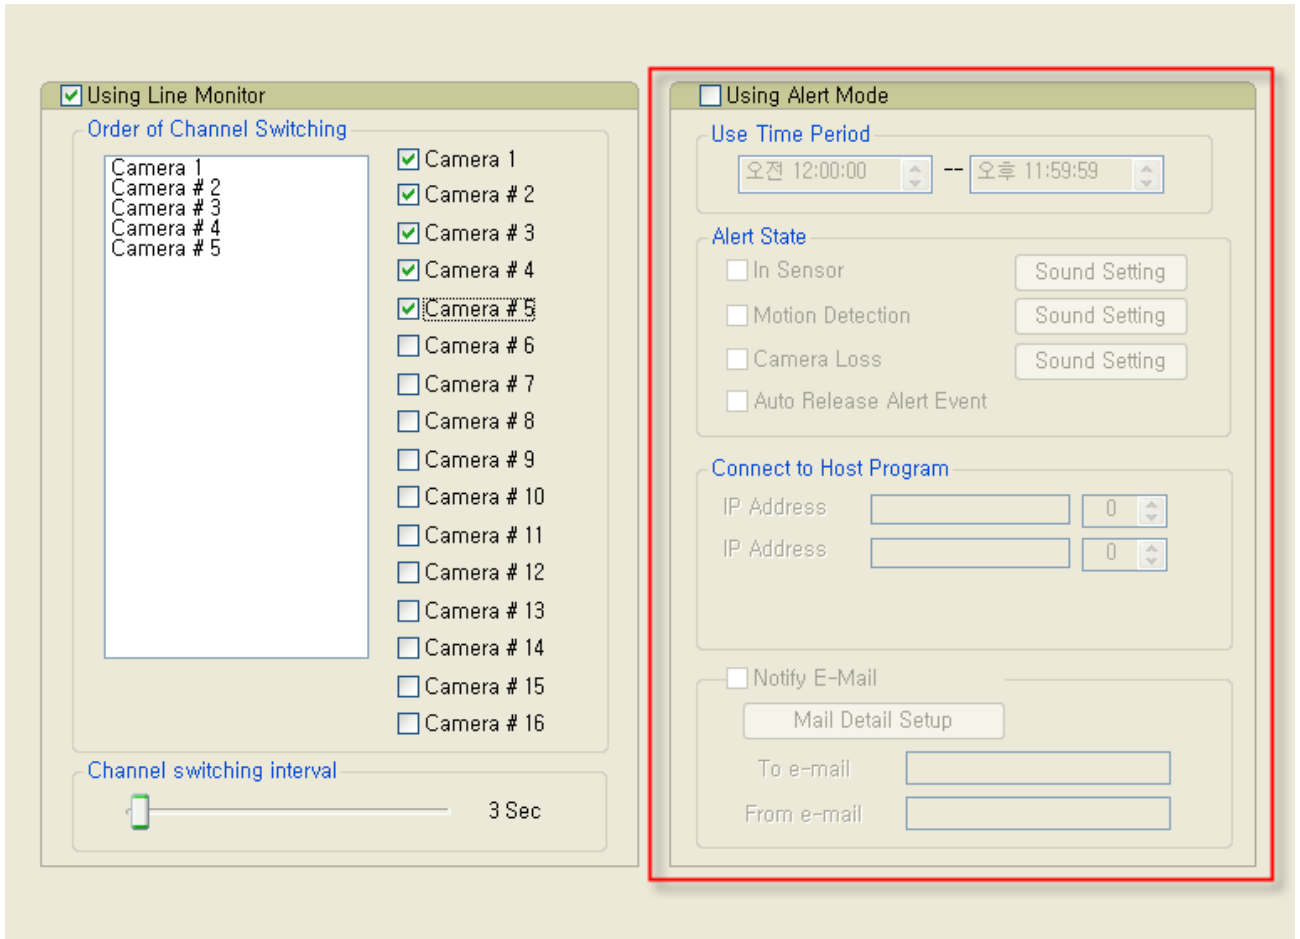 Using Line Monitor
Order of Channel Switching
Camera 1
Camera # 2
Camera # 3
Camera # 4
Camera # 5
Camera 1
Camera # 2
Camera # 3
Camera # 4
Camera # 5
Camera # 6
Camera # 7
Camera # 8
Camera # 9
Camera # 10
Camera # 11
Camera # 12
Camera # 13
Camera # 14
Camera # 15
Camera # 16
Channel switching interval
3 Sec
Using Alert Mode
Use Time Period
오전 12:00:00 -- 오후 11:59:59
Alert State
In Sensor Sound Setting
Motion Detection Sound Setting
Camera Loss Sound Setting
Auto Release Alert Event
Connect to Host Program
IP Address 0
IP Address 0
Notify E-Mail
Mail Detail Setup
To e-mail
From e-mail